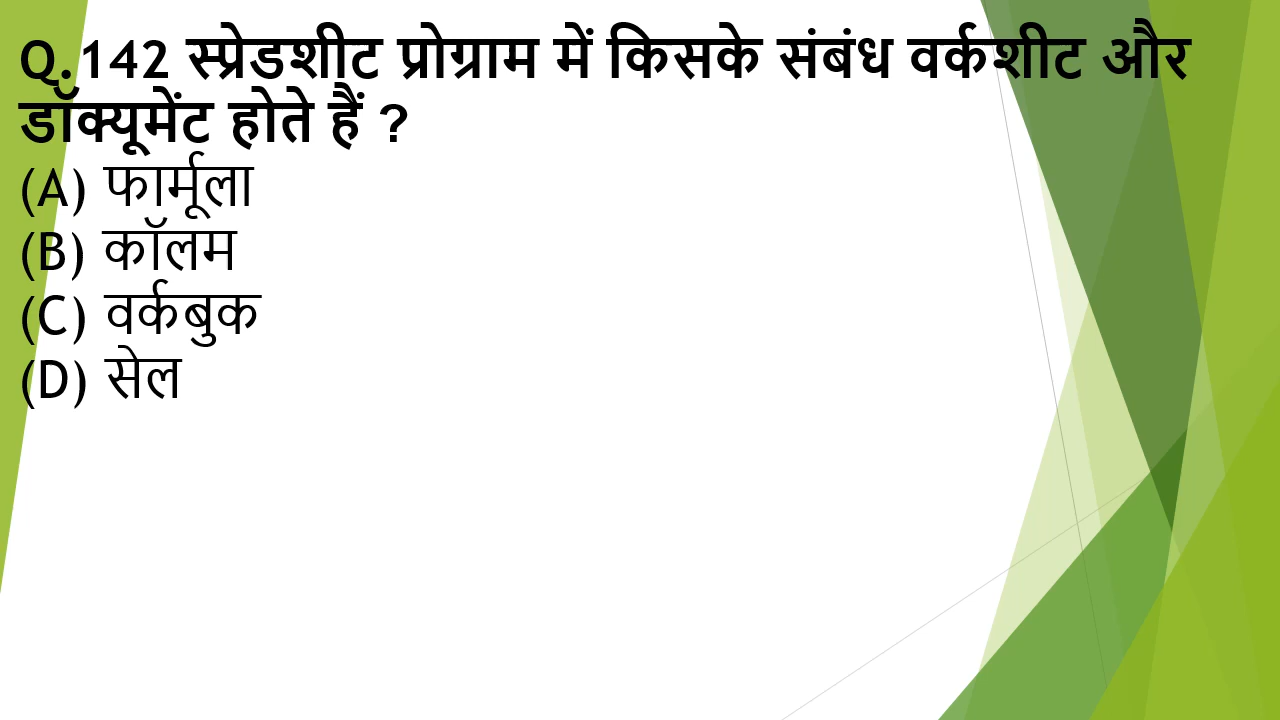 Q.142 स्प्रेडशीट प्रोग्राम में किसके संबंध वर्कशीट और
डॉक्यूमेंट होते हैं ?
(A) फार्मूला
(B) कॉलम
(C) वर्कबुक
(D) सेल